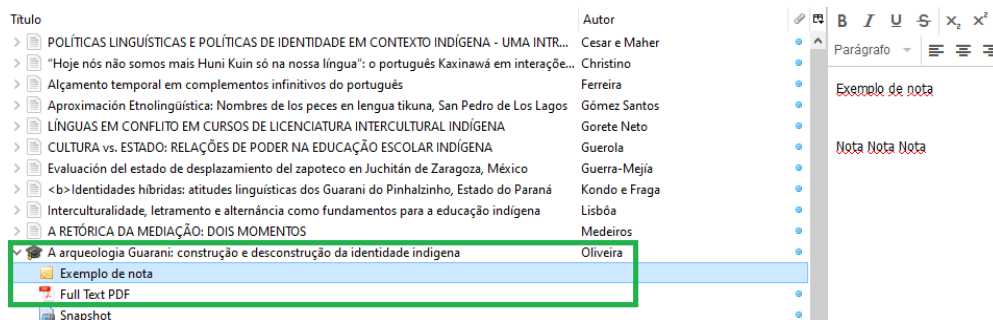 Título Autor
POLÍTICAS LINGUÍSTICAS E POLÍTICAS DE IDENTIDADE EM CONTEXTO INDÍGENA - UMA INTR... Cesar e Maher
“Hoje nós não somos mais Huni Kuin só na nossa língua”: o português Kaxinawá em interaçõe... Christino
Alçamento temporal em complementos infinitivos do português Ferreira
Aproximación Etnolingüística: Nombres de los peces en lengua tikuna, San Pedro de Los Lagos Gómez Santos
LÍNGUAS EM CONFLITO EM CURSOS DE LICENCIATURA INTERCULTURAL INDÍGENA Gorete Neto
CULTURA vs. ESTADO: RELAÇÕES DE PODER NA EDUCAÇÃO ESCOLAR INDÍGENA Guerola
Evaluación del estado de desplazamiento del zapoteco en Juchitán de Zaragoza, México Guerra-Mejía
<b>Identidades híbridas: atitudes linguísticas dos Guarani do Pinhalzinho, Estado do Paraná Kondo e Fraga
Interculturalidade, letramento e alternância como fundamentos para a educação indígena Lisbôa
A RETÓRICA DA MEDIAÇÃO: DOIS MOMENTOS Medeiros
A arqueologia Guarani: construção e desconstrução da identidade indigena Oliveira
Exemplo de nota
Full Text PDF
Snapshot
B I U S X₂ X²
Parágrafo
Exemplo de nota
Nota Nota Nota